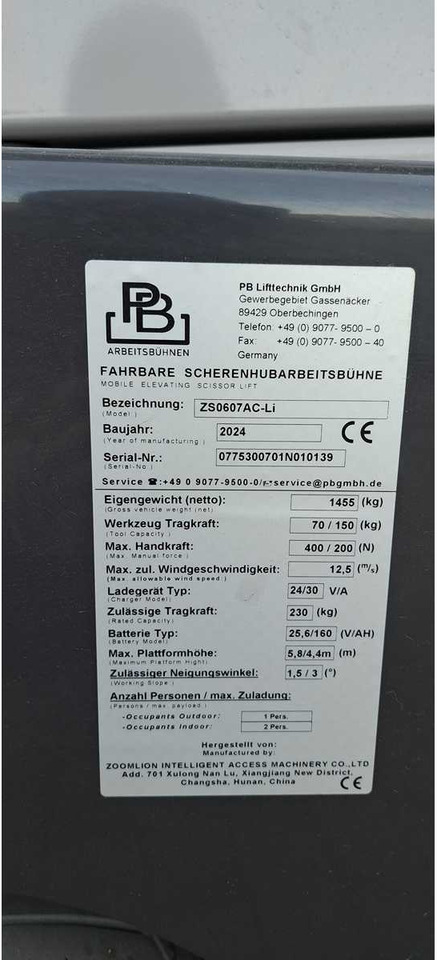 PB
ARBEITSBÜHNEN
PB Lifttechnik GmbH
Gewerbegebiet Gassenäcker
89429 Oberbechingen
Telefon: +49 (0) 9077- 9500 – 0
Fax: +49 (0) 9077- 9500 – 40
Germany
FAHRBARE SCHERENHUBARBEITSBÜHNE
MOBILE ELEVATING SCISSOR LIFT
Bezeichnung: ZS0607AC-Li
(Model)
Baujahr: 2024 CE
(Year of manufacturing)
Serial-Nr.: 0775300701N010139
(Serial-No.)
Service ☎:+49 0 9077-9500-0/ service@pbgmbh.de
Eigengewicht (netto): 1455 (kg)
(Gross vehicle weight (net)
Werkzeug Tragkraft: 70 / 150 (kg)
(Tool Capacity)
Max. Handkraft: 400 / 200 (N)
(Max. Manual force)
Max. zul. Windgeschwindigkeit: 12,5 (m/s)
(Max. allowable wind speed)
Ladegerät Typ: 24/30 V/A
(Charger Model)
Zulässige Tragkraft: 230 (kg)
(Rated Capacity)
Batterie Typ: 25,6/160 (V/AH)
(Battery Model)
Max. Plattformhöhe: 5,8/4,4m (m)
(Maximum Platform Hight)
Zulässiger Neigungswinkel: 1,5 / 3 (°)
(Working Slope)
Anzahl Personen / max. Zuladung:
(Persons / max. payload.)
-Occupants Outdoor: 1 Pers.
-Occupants Indoor: 2 Pers.
Hergestellt von:
Manufactured by:
ZOOMLION INTELLIGENT ACCESS MACHINERY CO.,LTD
Add. 701 Xulong Nan Lu, Xiangjiang New District,
Changsha, Hunan, China CE